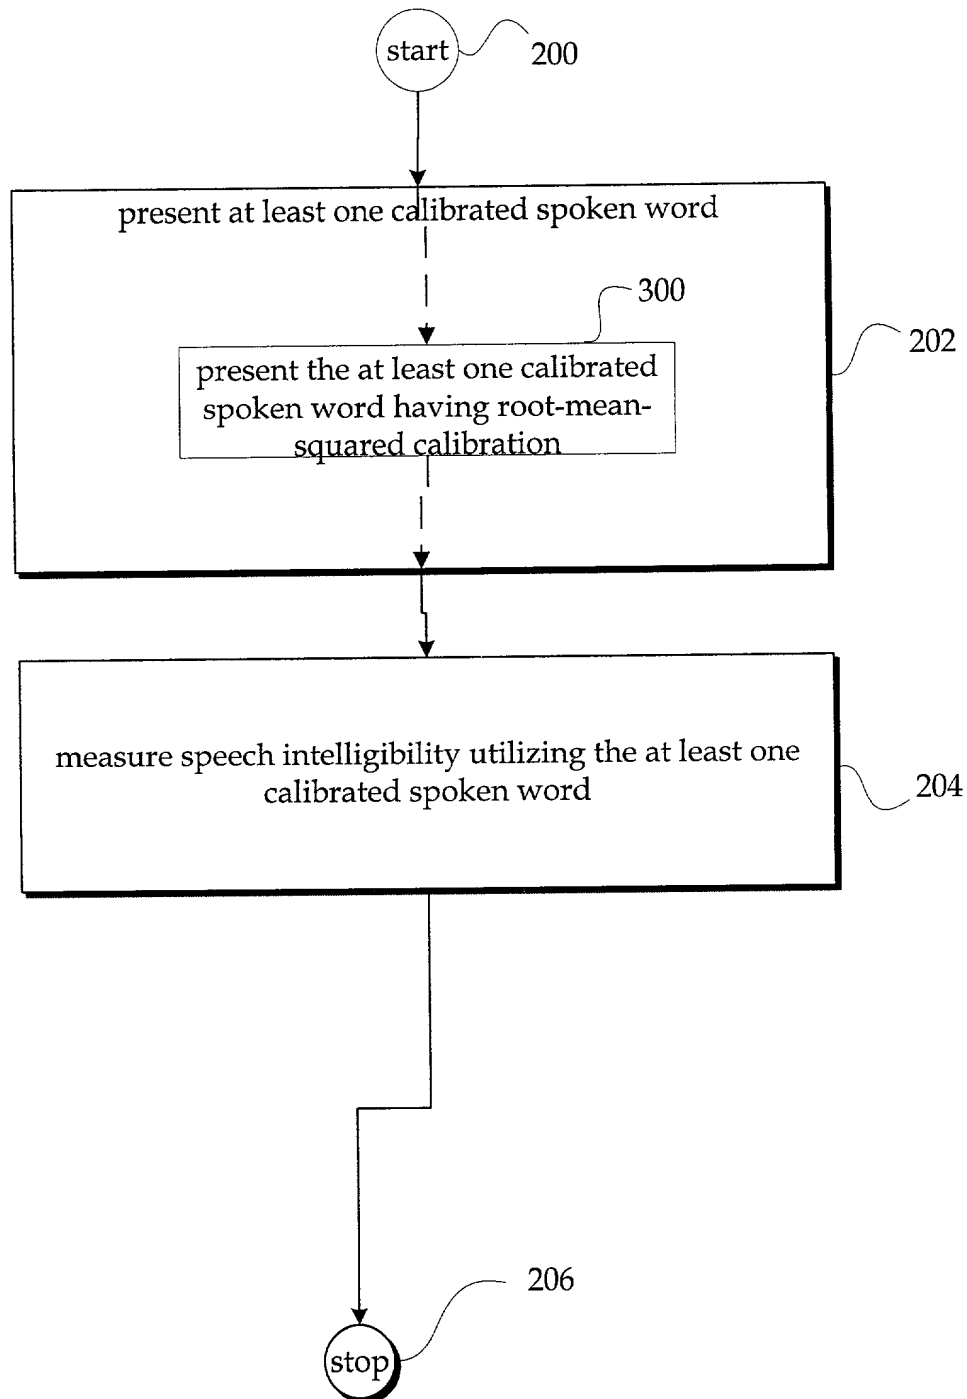 start
200
present at least one calibrated spoken word
300
202
present the at least one calibrated
spoken word having root-mean-
squared calibration
measure speech intelligibility utilizing the at least one
calibrated spoken word
204
206
stop